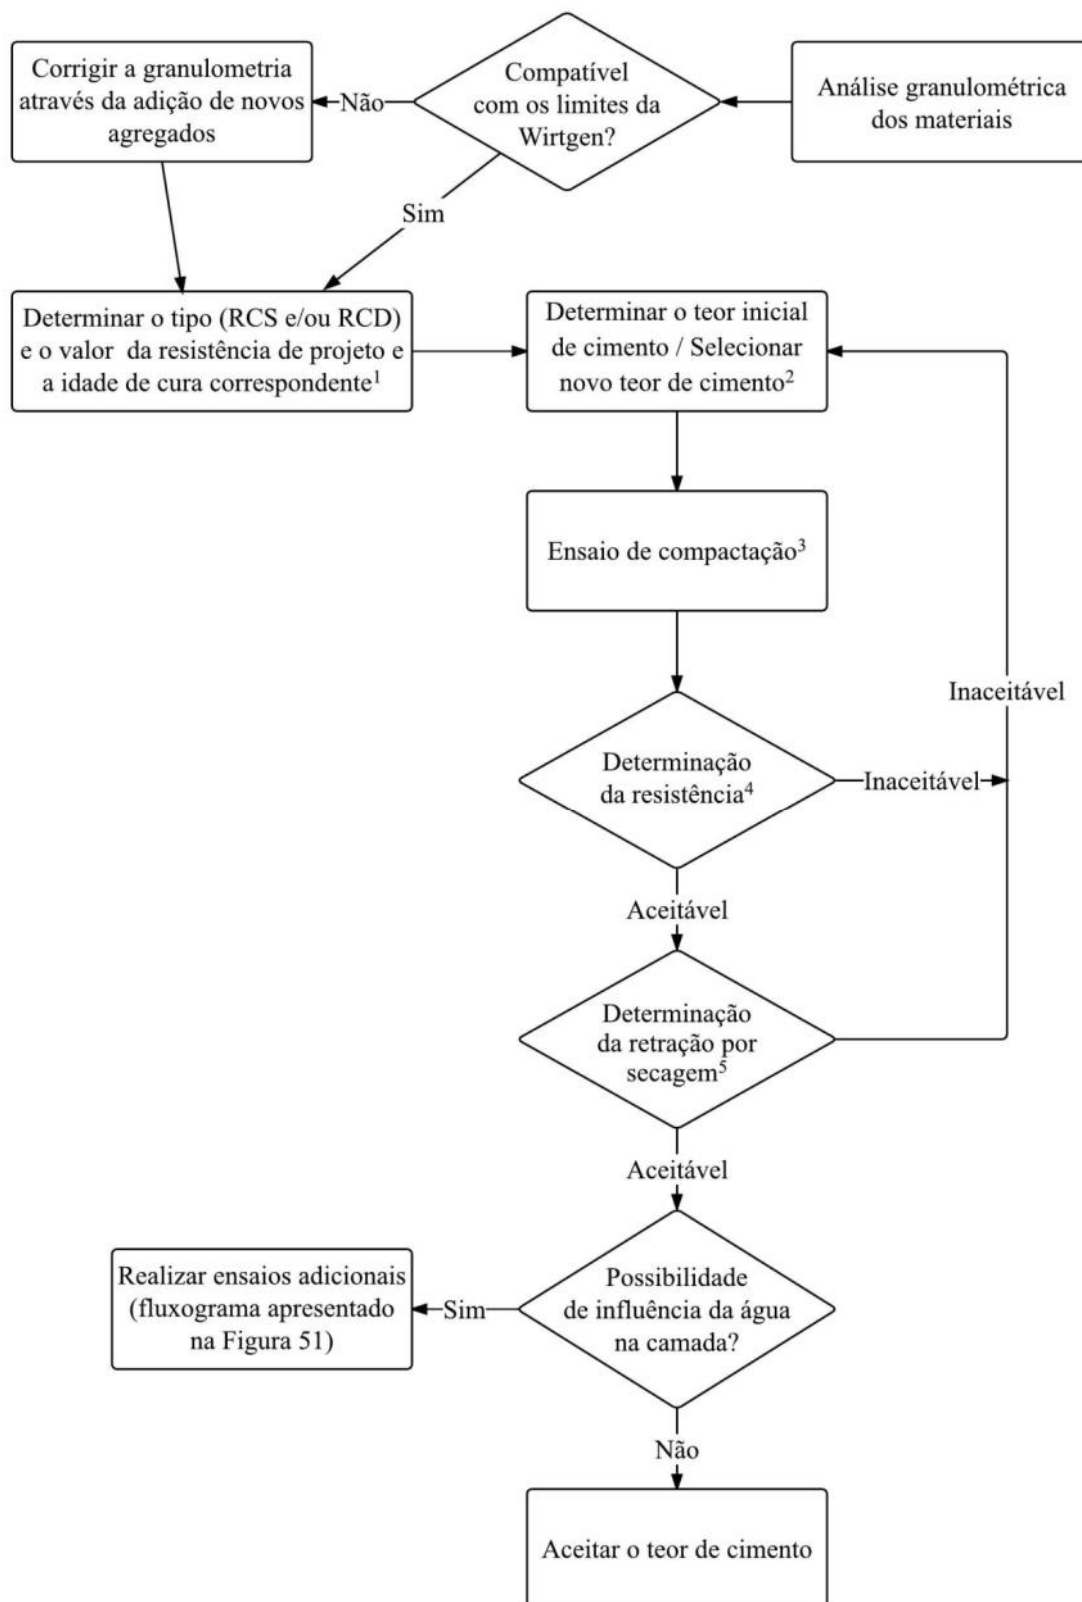 Análise granulométrica
dos materiais
Compatível
com os limites da
Wirtgen?
Não
Corrigir a granulometria
através da adição de novos
agregados
Sim
Determinar o tipo (RCS e/ou RCD)
e o valor da resistência de projeto e
a idade de cura correspondente¹
Determinar o teor inicial
de cimento / Selecionar
novo teor de cimento²
Ensaio de compactação³
Inaceitável
Determinação
da resistência⁴
Inaceitável
Aceitável
Determinação
da retração por
secagem⁵
Aceitável
Possibilidade
de influência da água
na camada?
Sim
Realizar ensaios adicionais
(fluxograma apresentado
na Figura 51)
Não
Aceitar o teor de cimento